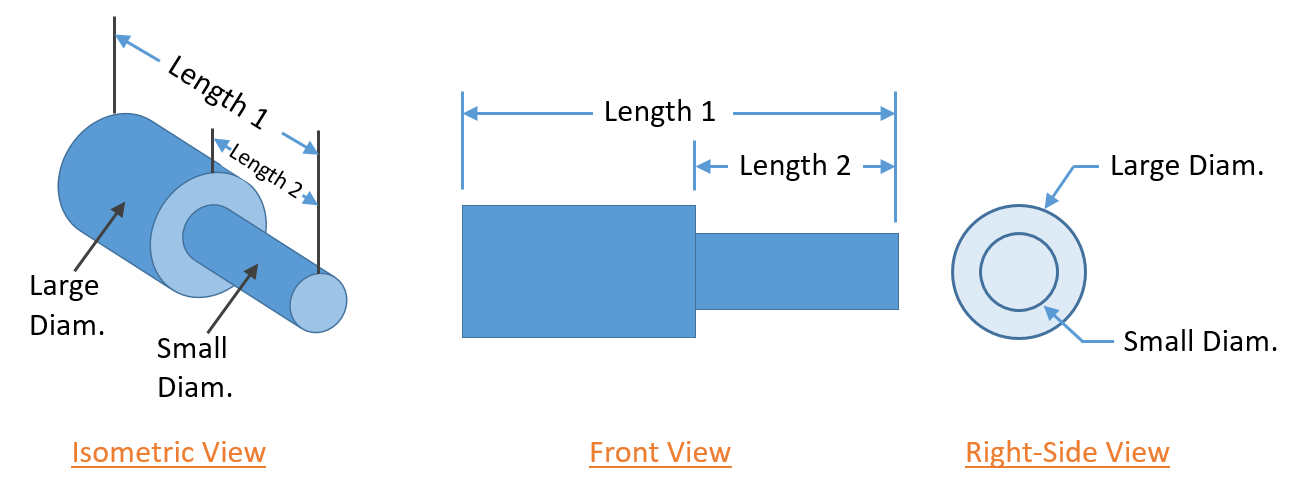 Length 1
Length 2
Large
Diam.
Small
Diam.
Isometric View
Length 1
Length 2
Front View
Large Diam.
Small Diam.
Right-Side View